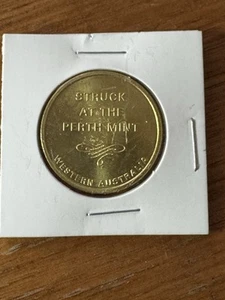 STRUCK
AT THE
PERTH MINT
WESTERN AUSTRALIA